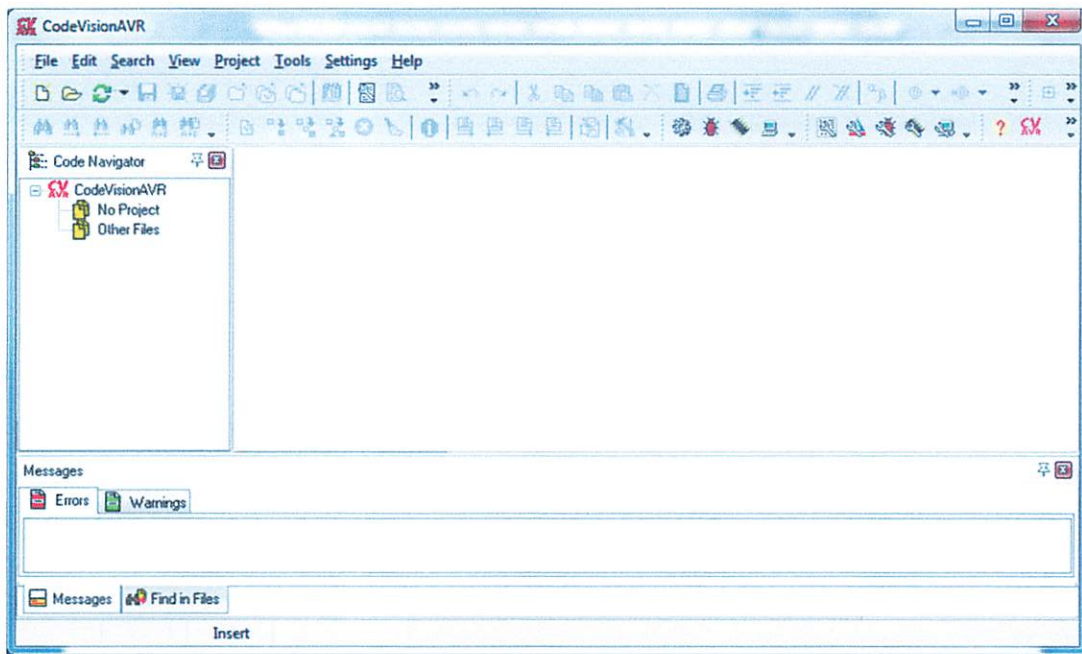 CodeVisionAVR
File Edit Search View Project Tools Settings Help
Code Navigator
CodeVisionAVR
No Project
Other Files
Messages
Errors Warnings
Messages Find in Files
Insert